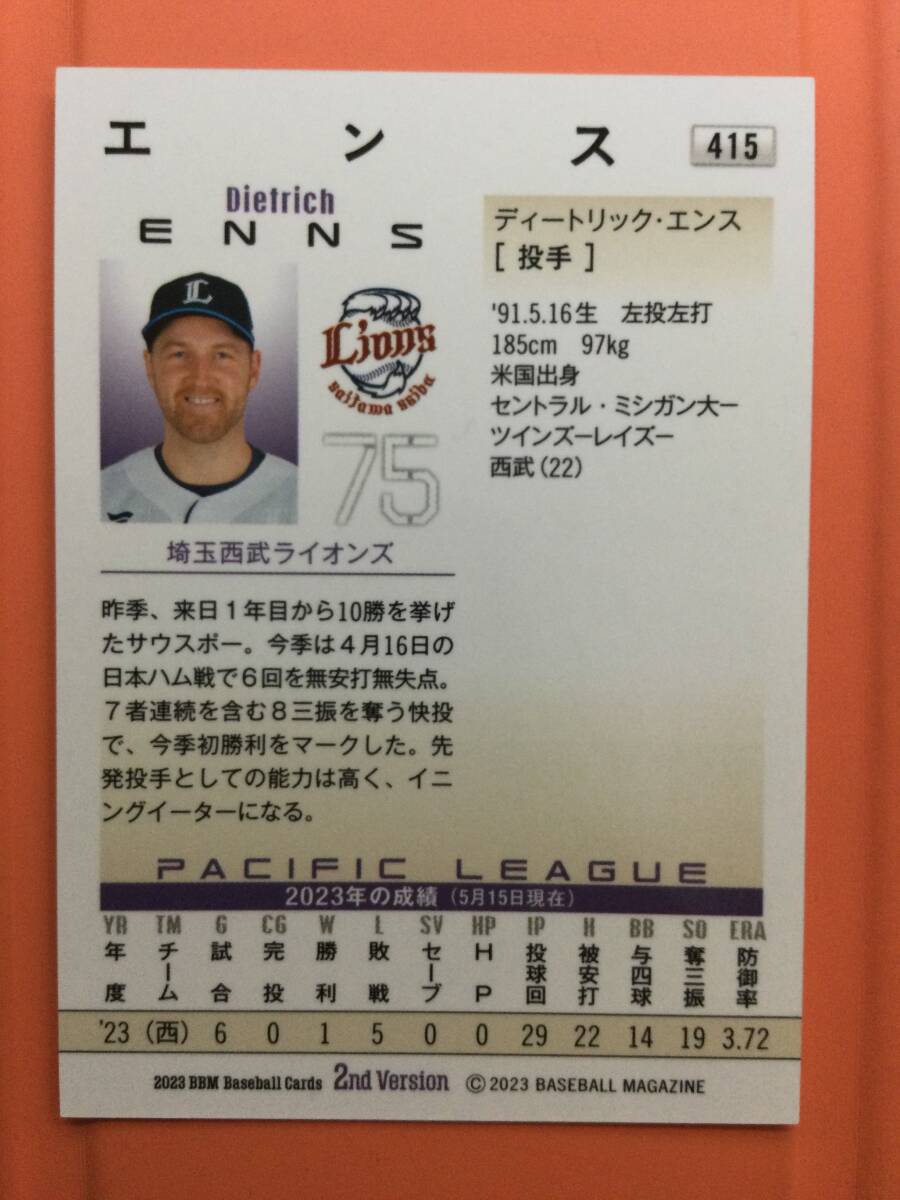 エンス 415
Dietrich
ENNS
ディートリック・エンス
[ 投手 ]
L
Lions
saitama seibu
75
'91.5.16生 左投左打
185cm 97kg
米国出身
セントラル・ミシガン大ー
ツインズーレイズー
西武(22)
埼玉西武ライオンズ
昨季、来日1年目から10勝を挙げ
たサウスポー。今季は4月16日の
日本ハム戦で6回を無安打無失点。
7者連続を含む8三振を奪う快投
で、今季初勝利をマークした。先
発投手としての能力は高く、イニ
ングイーターになる。
PACIFIC LEAGUE
2023年の成績(5月15日現在)
YR TM G CG W L SV HP IP H BB SO ERA
年度 チーム 試合 完投 勝利 敗戦 セーブ HP 投球回 被安打 与四球 奪三振 防御率
'23 (西) 6 0 1 5 0 0 29 22 14 19 3.72
2023 BBM Baseball Cards 2nd Version ©2023 BASEBALL MAGAZINE